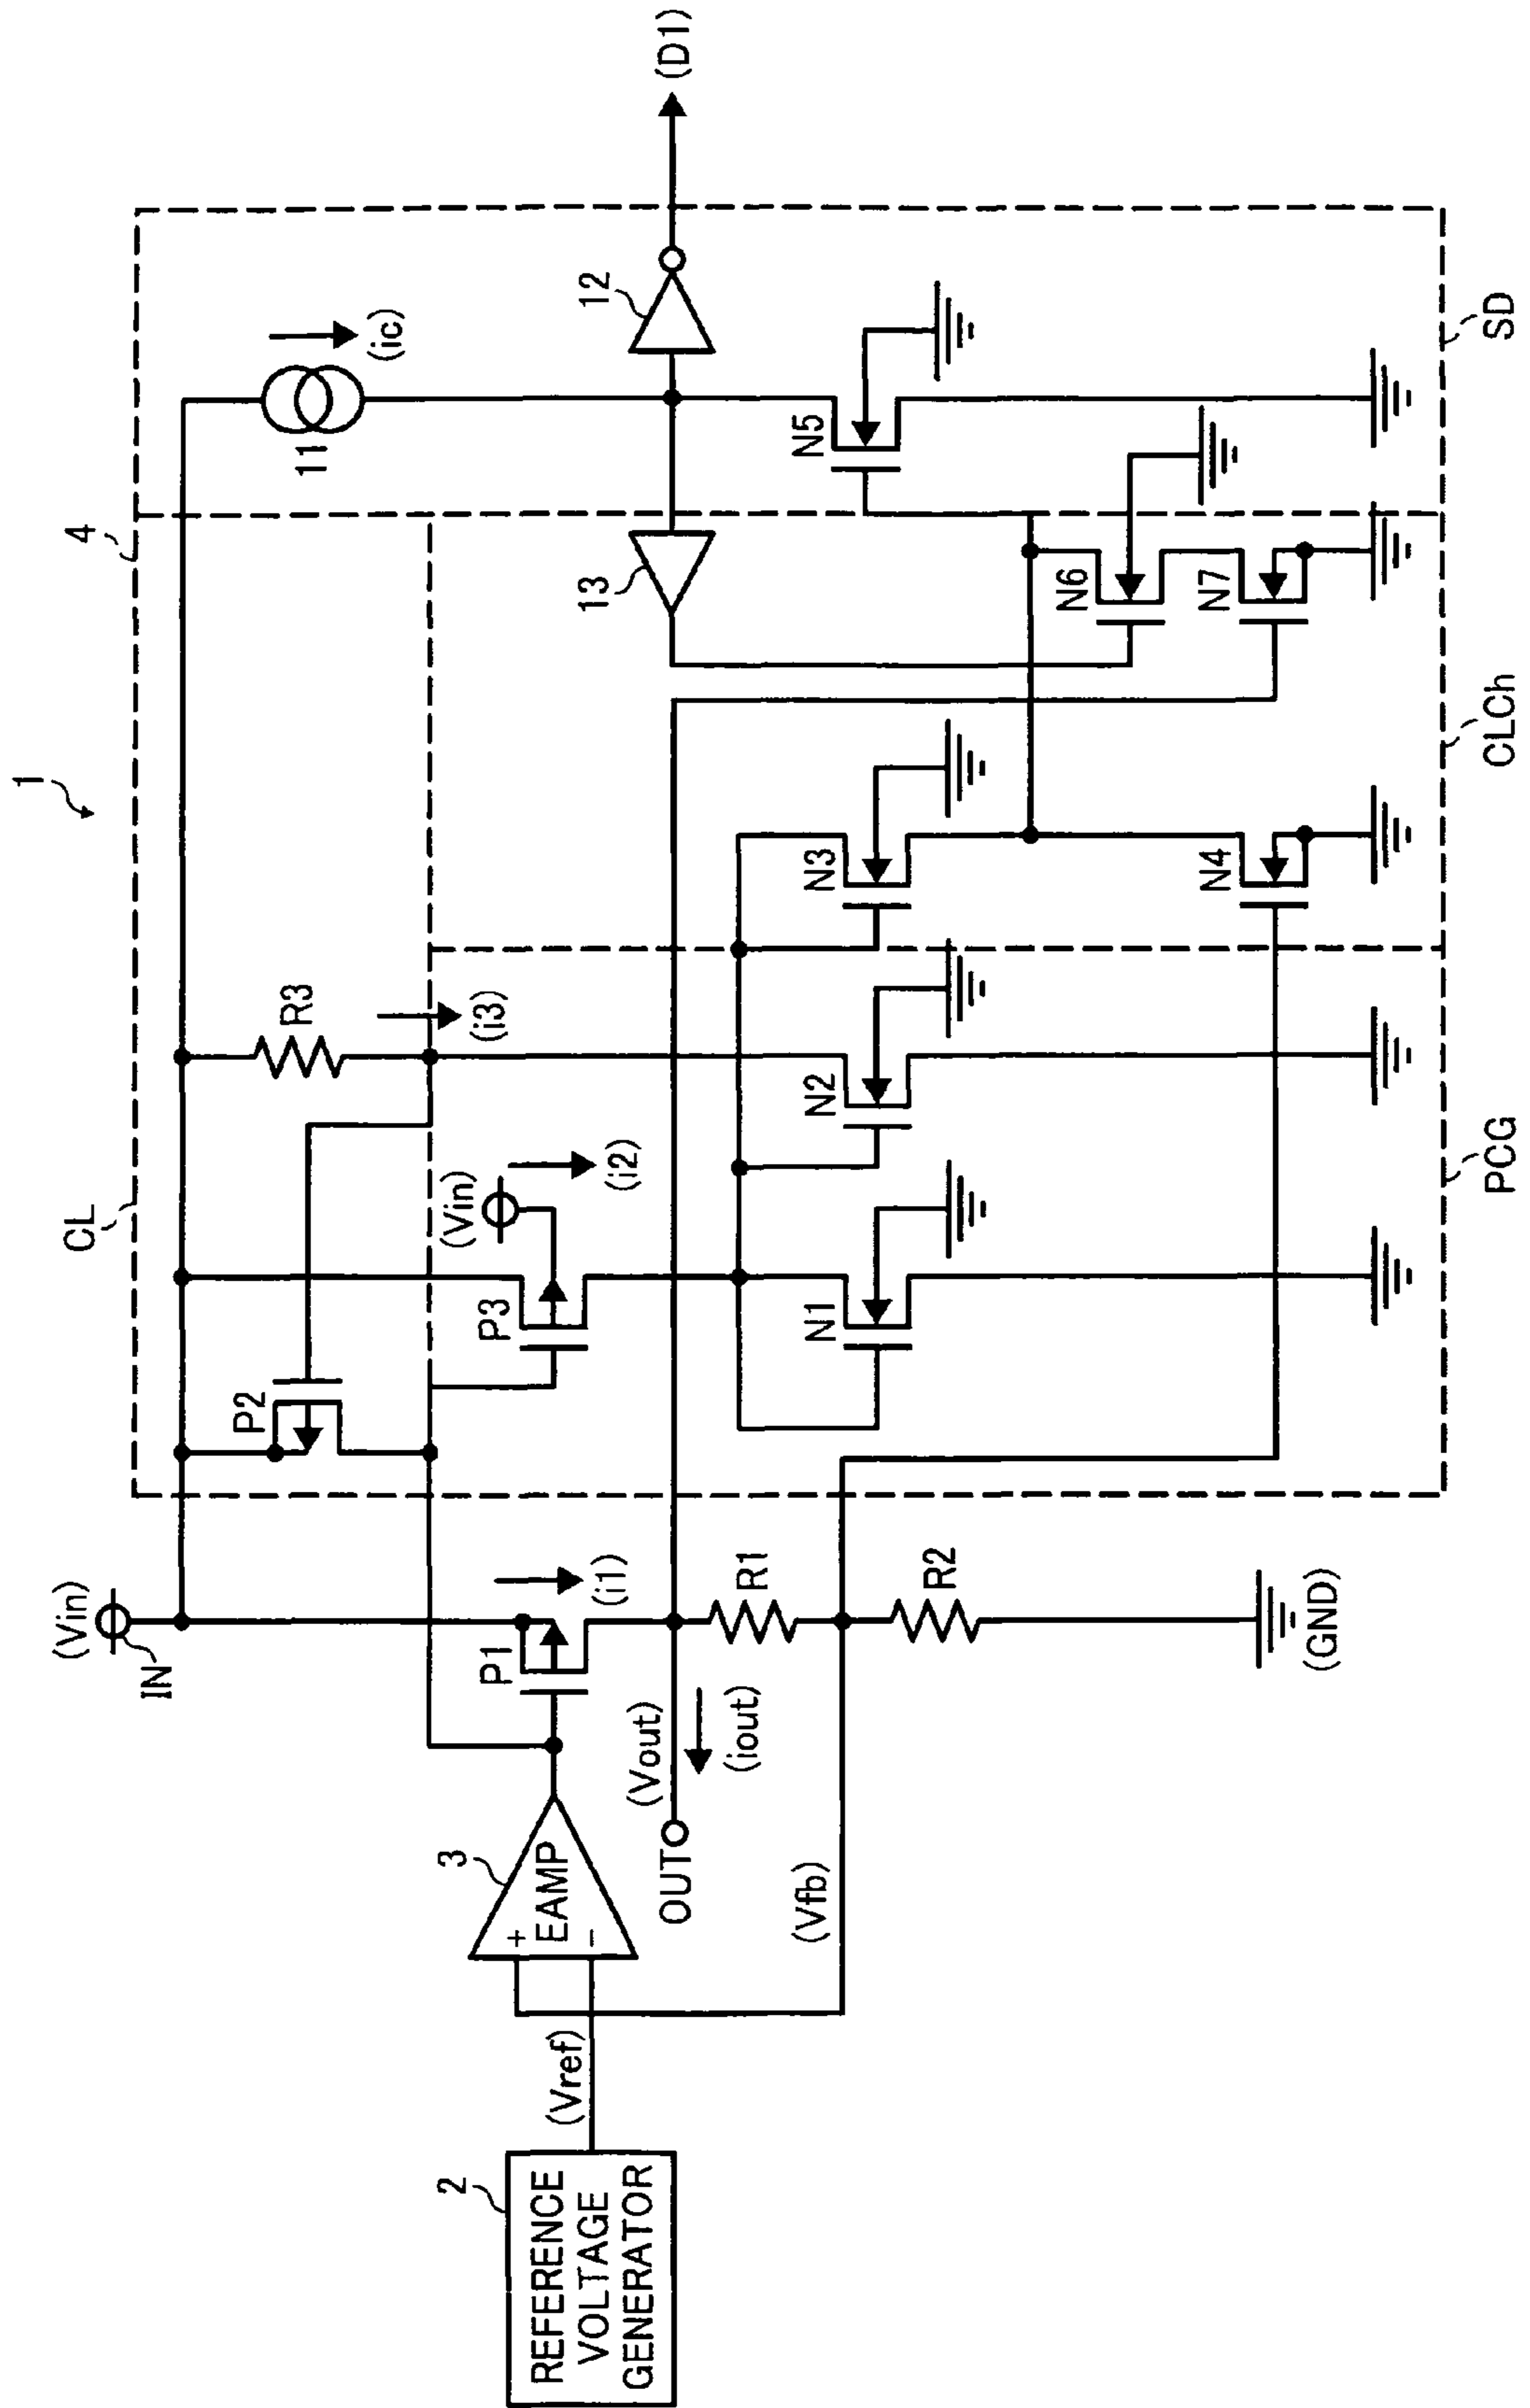 1
4
CL
(Vin)
IN
P2
R3
(i3)
11
(ic)
(Vin)
(i2)
P3
P1
(i1)
3
EAMP
+
-
2
REFERENCE
VOLTAGE
GENERATOR
(Vref)
(Vout)
OUT
(iout)
(Vfb)
R1
R2
(GND)
N1
N2
N3
N4
N5
N6
N7
12
13
(D1)
PCG
CLCh
SD